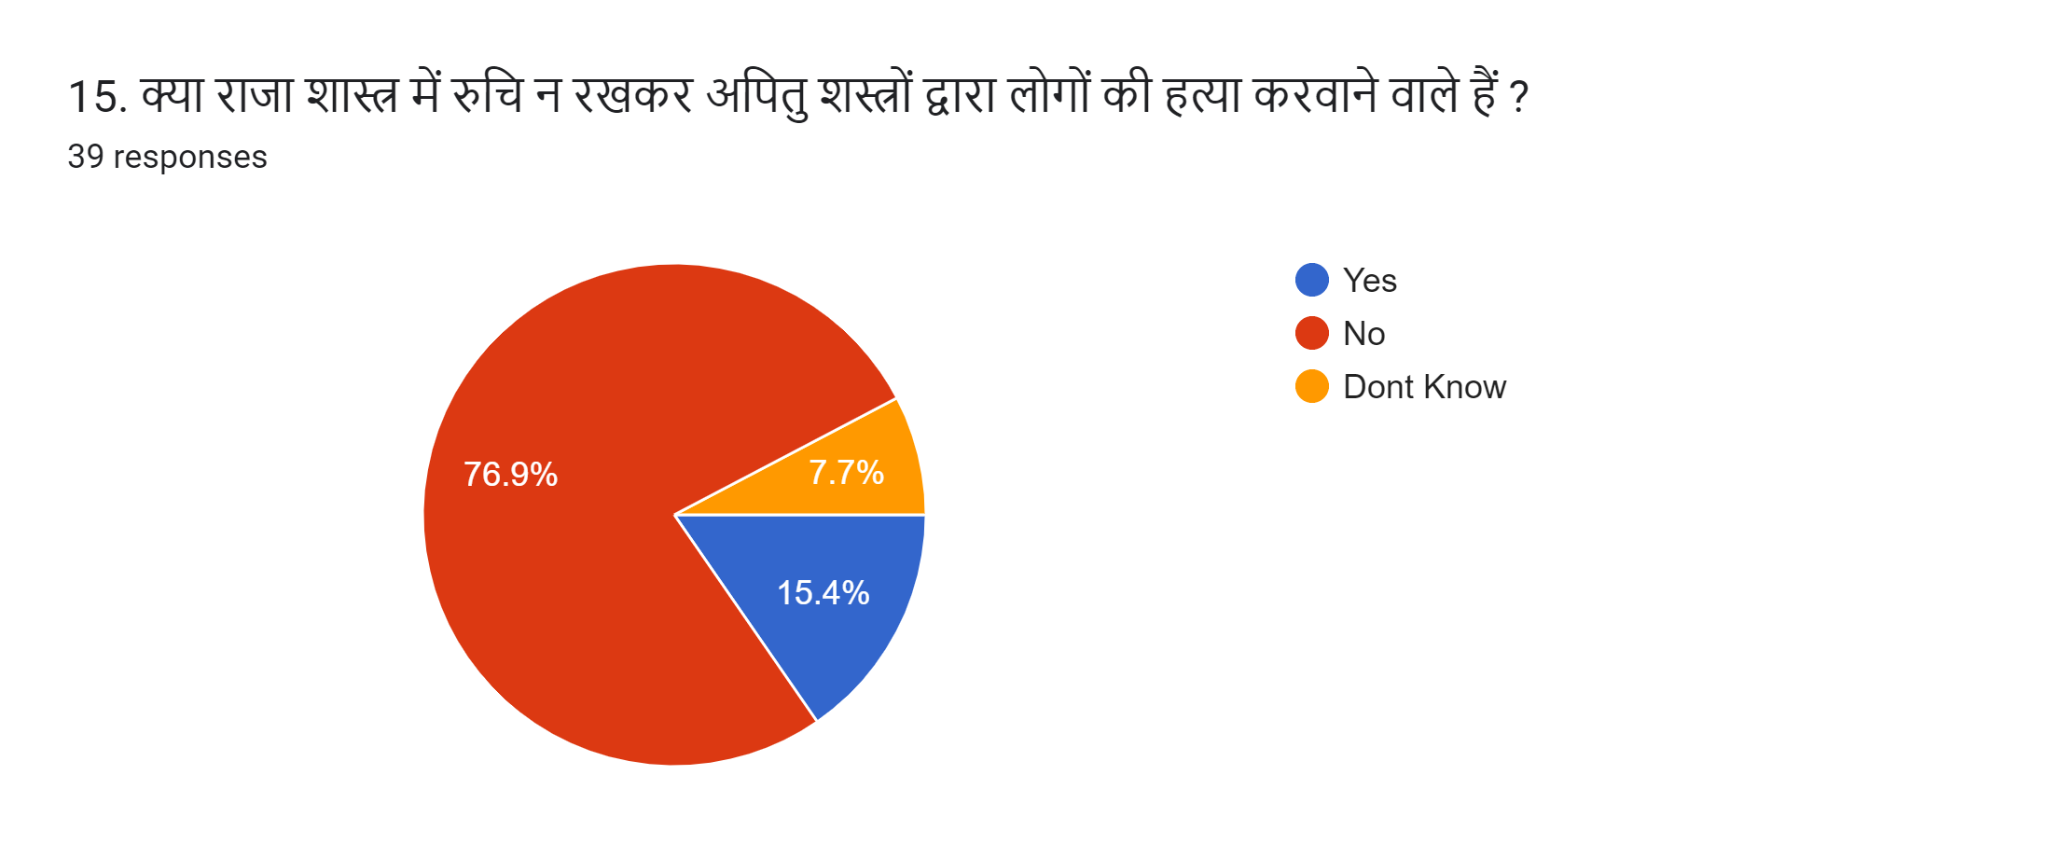 15. क्या राजा शास्त्र में रुचि न रखकर अपितु शस्त्रों द्वारा लोगों की हत्या करवाने वाले हैं ?
39 responses
Yes
No
Dont Know
76.9%
7.7%
15.4%